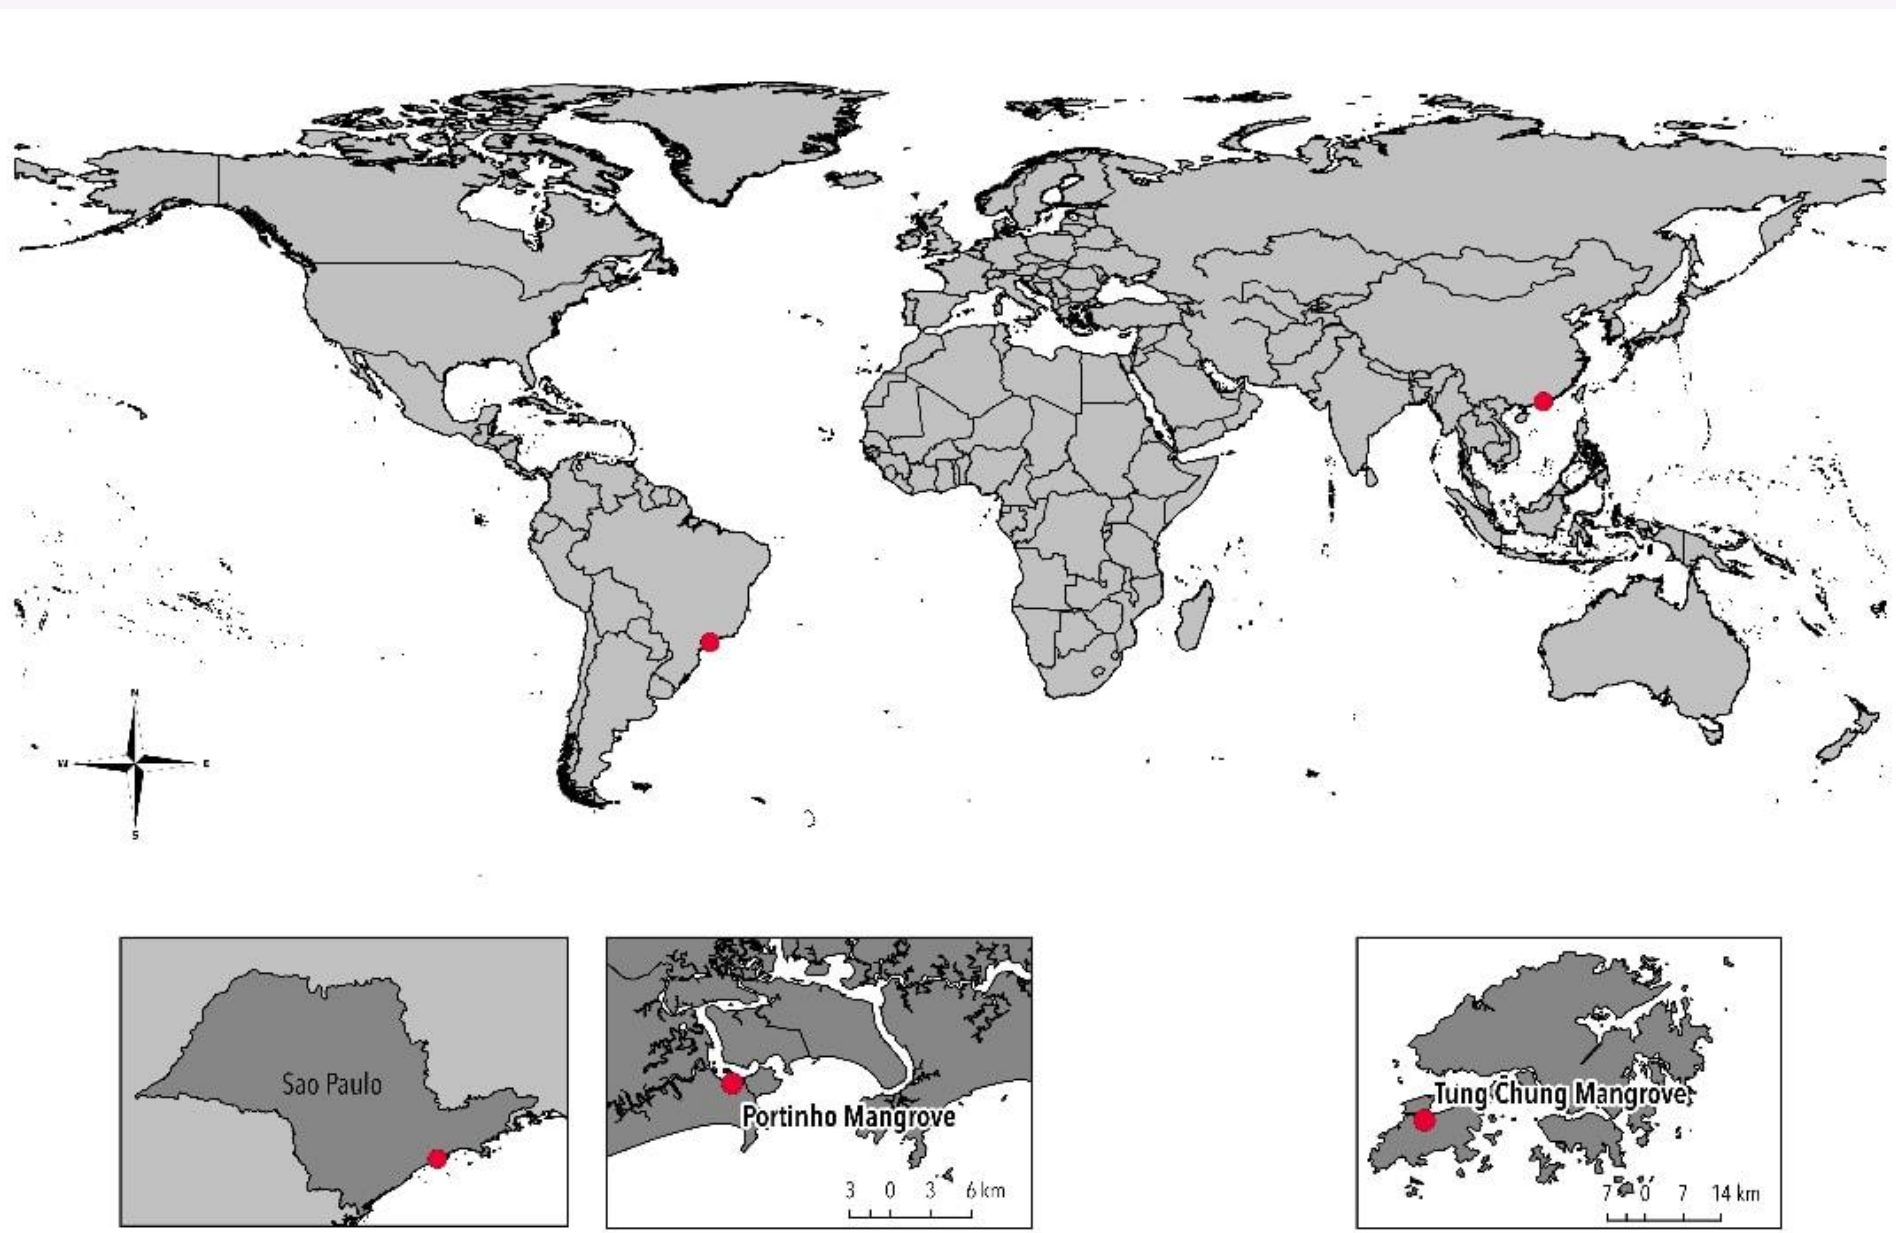 N
W E
S
Sao Paulo
Portinho Mangrove
3 0 3 6 km
Tung Chung Mangrove
7 0 7 14 km